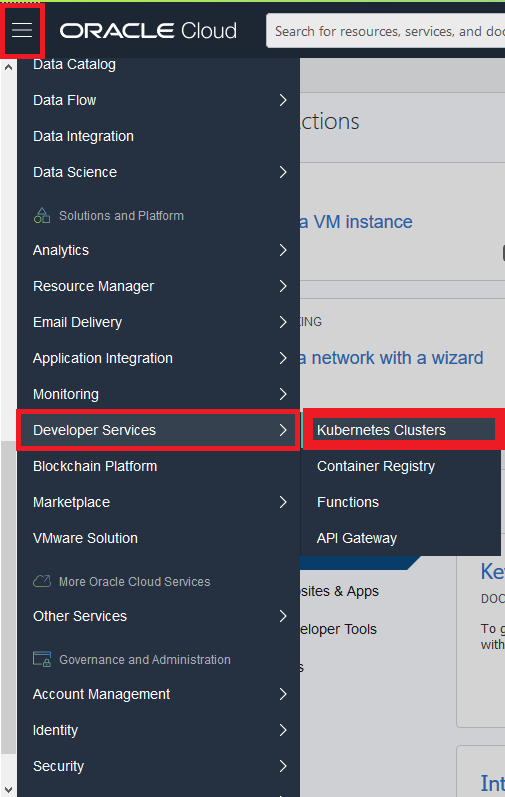 ORACLE Cloud
Search for resources, services, and doc
Data Catalog
Data Flow
Data Integration
Data Science
Solutions and Platform
Analytics
Resource Manager
Email Delivery
Application Integration
Monitoring
Developer Services
Blockchain Platform
Marketplace
VMware Solution
More Oracle Cloud Services
Other Services
Governance and Administration
Account Management
Identity
Security
Kubernetes Clusters
Container Registry
Functions
API Gateway
ctions
a VM instance
KING
a network with a wizard
osites & Apps
eloper Tools
s
Ke
DOC
To g
with
Int